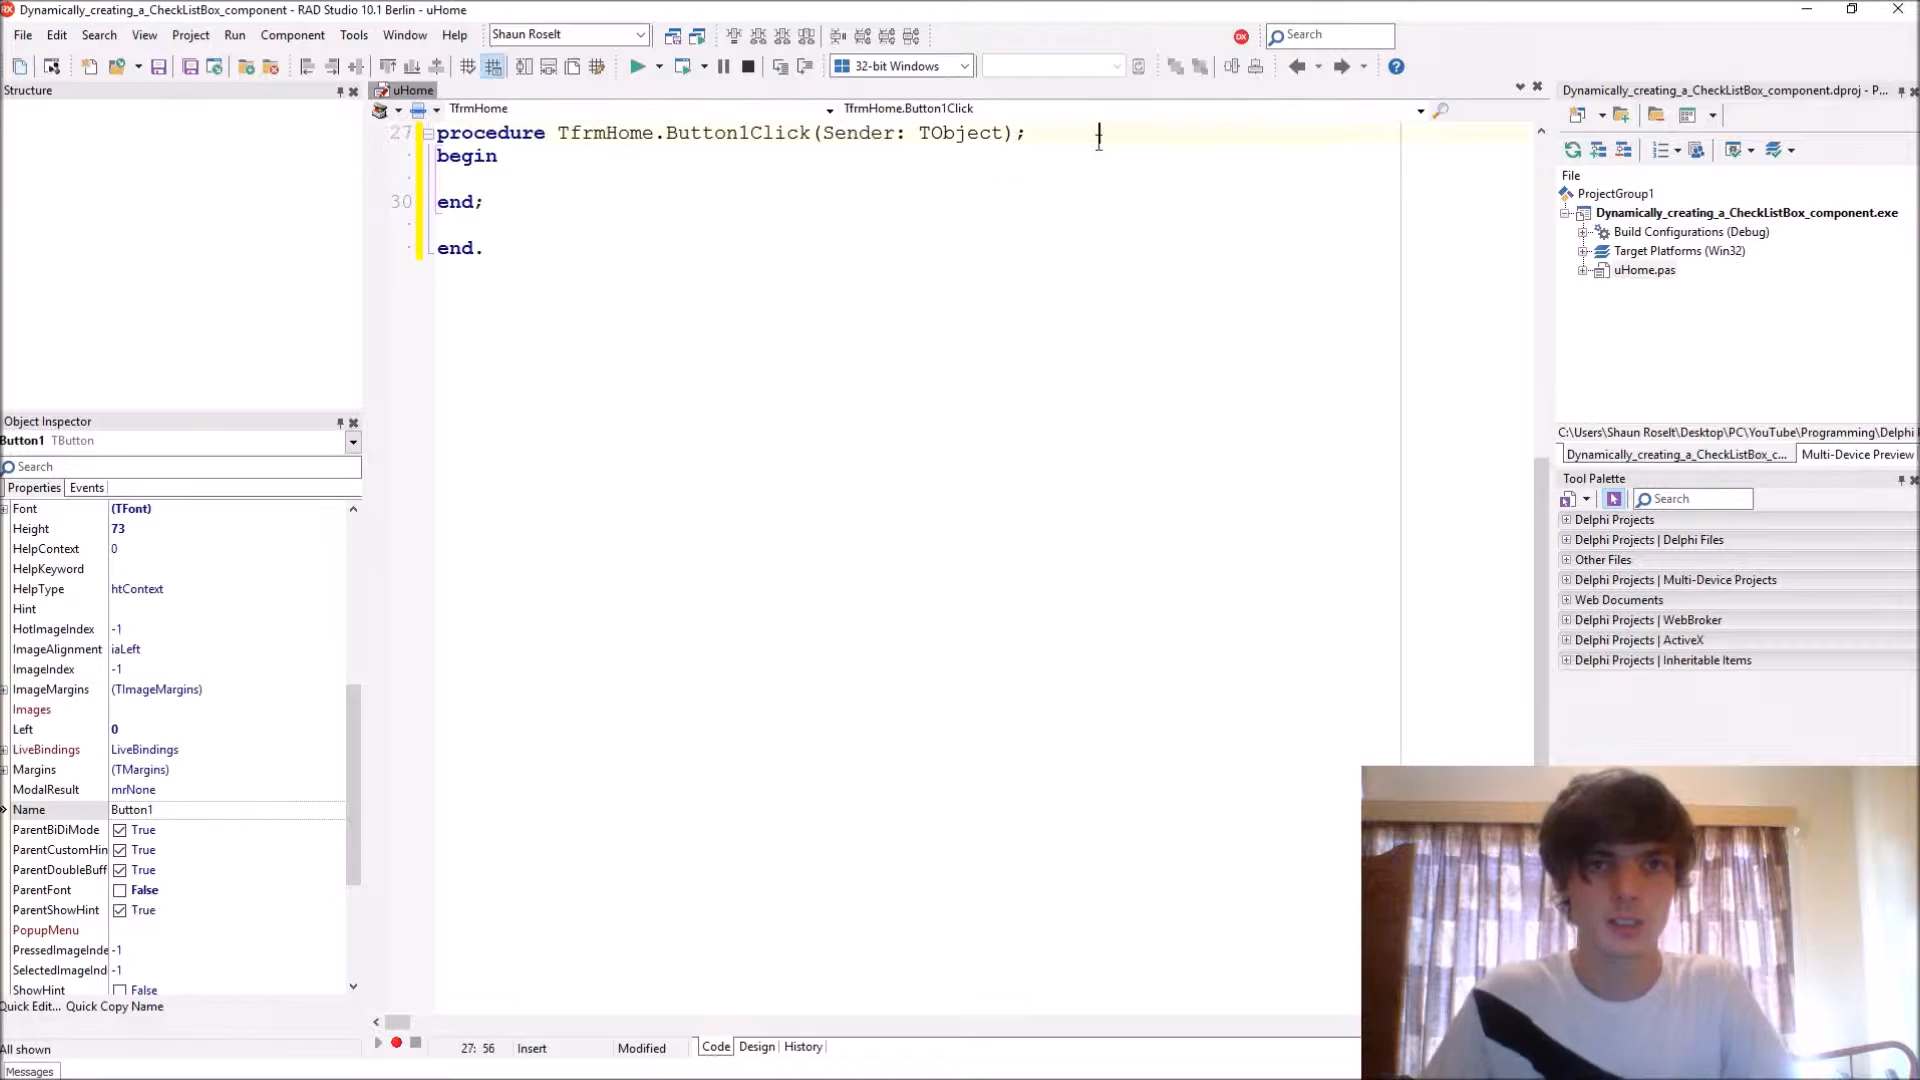 Dynamically_creating_a_CheckListBox_component - RAD Studio 10.1 Berlin - uHome
File Edit Search View Project Run Component Tools Window Help Shaun Roselt Search
32-bit Windows
Structure
uHome
Dynamically_creating_a_CheckListBox_component.dproj - P...
TfrmHome TfrmHome.Button1Click
27 procedure TfrmHome.Button1Click(Sender: TObject);
begin
30 end;
end.
File
ProjectGroup1
Dynamically_creating_a_CheckListBox_component.exe
Build Configurations (Debug)
Target Platforms (Win32)
uHome.pas
C:\Users\Shaun Roselt\Desktop\PC\YouTube\Programming\Delphi
Dynamically_creating_a_CheckListBox_c... Multi-Device Preview
Tool Palette
Search
Delphi Projects
Delphi Projects | Delphi Files
Other Files
Delphi Projects | Multi-Device Projects
Web Documents
Delphi Projects | WebBroker
Delphi Projects | ActiveX
Delphi Projects | Inheritable Items
Object Inspector
Button1 TButton
Search
Properties Events
Font (TFont)
Height 73
HelpContext 0
HelpKeyword
HelpType htContext
Hint
HotImageIndex -1
ImageAlignment iaLeft
ImageIndex -1
ImageMargins (TImageMargins)
Images
Left 0
LiveBindings LiveBindings
Margins (TMargins)
ModalResult mrNone
Name Button1
ParentBiDiMode True
ParentCustomHin True
ParentDoubleBuff True
ParentFont False
ParentShowHint True
PopupMenu
PressedImageInde -1
SelectedImageInd -1
ShowHint False
Quick Edit... Quick Copy Name
All shown
27: 56 Insert Modified Code Design History
Messages